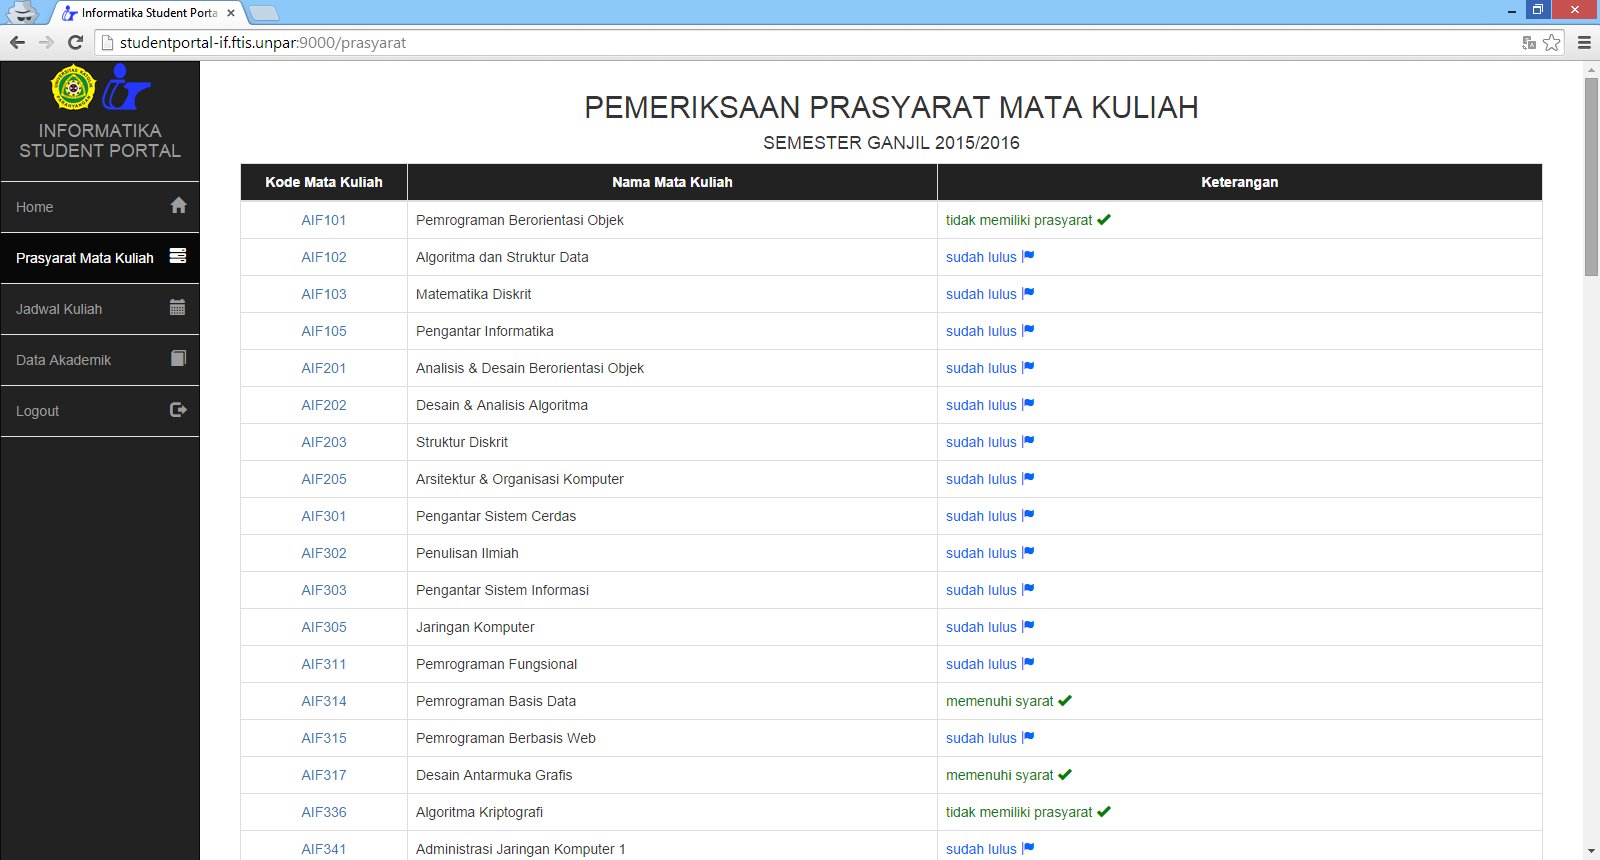 Informatika Student Porta
studentportal-if.ftis.unpar:9000/prasyarat
INFORMATIKA
STUDENT PORTAL
Home
Prasyarat Mata Kuliah
Jadwal Kuliah
Data Akademik
Logout
PEMERIKSAAN PRASYARAT MATA KULIAH
SEMESTER GANJIL 2015/2016
Kode Mata Kuliah Nama Mata Kuliah Keterangan
AIF101 Pemrograman Berorientasi Objek tidak memiliki prasyarat
AIF102 Algoritma dan Struktur Data sudah lulus
AIF103 Matematika Diskrit sudah lulus
AIF105 Pengantar Informatika sudah lulus
AIF201 Analisis & Desain Berorientasi Objek sudah lulus
AIF202 Desain & Analisis Algoritma sudah lulus
AIF203 Struktur Diskrit sudah lulus
AIF205 Arsitektur & Organisasi Komputer sudah lulus
AIF301 Pengantar Sistem Cerdas sudah lulus
AIF302 Penulisan Ilmiah sudah lulus
AIF303 Pengantar Sistem Informasi sudah lulus
AIF305 Jaringan Komputer sudah lulus
AIF311 Pemrograman Fungsional sudah lulus
AIF314 Pemrograman Basis Data memenuhi syarat
AIF315 Pemrograman Berbasis Web sudah lulus
AIF317 Desain Antarmuka Grafis memenuhi syarat
AIF336 Algoritma Kriptografi tidak memiliki prasyarat
AIF341 Administrasi Jaringan Komputer 1 sudah lulus